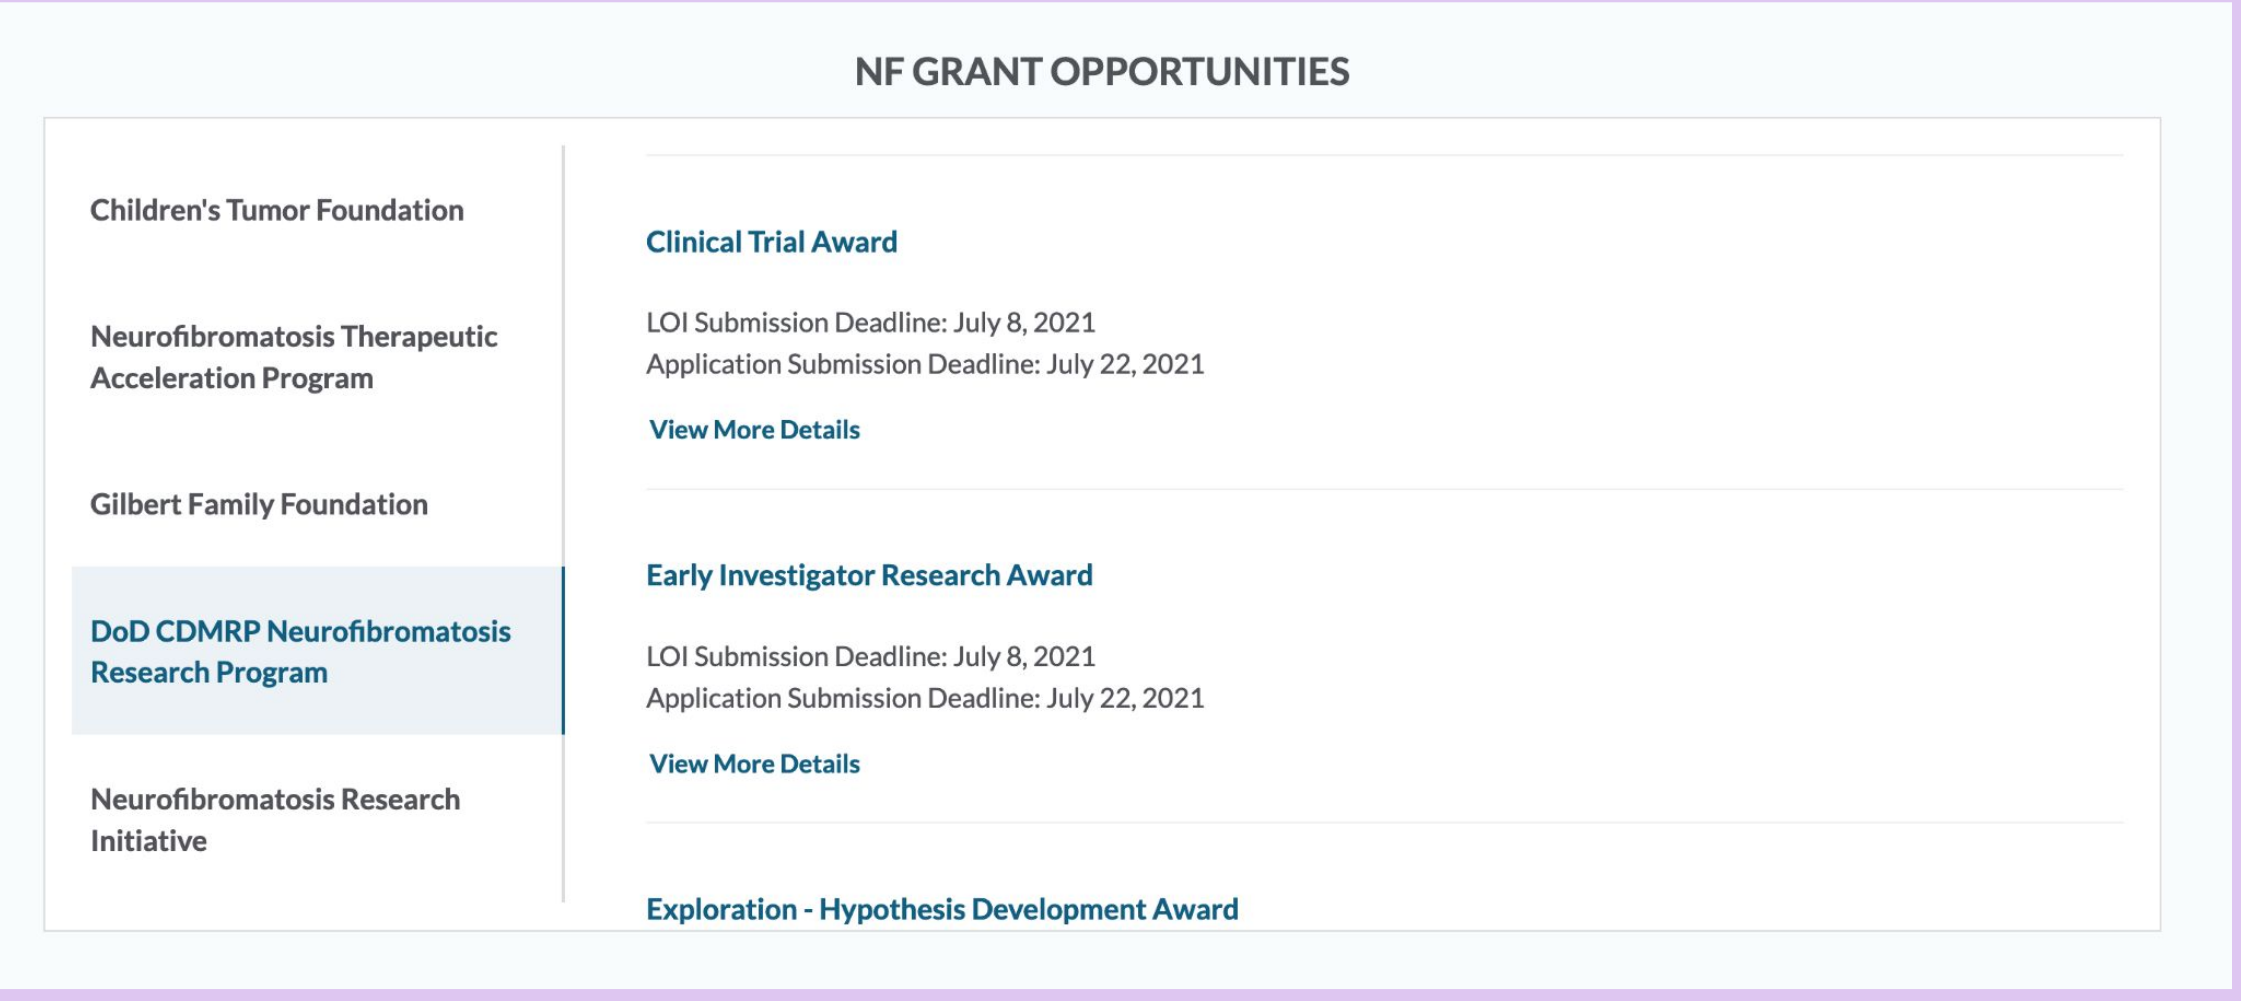 NF GRANT OPPORTUNITIES
Children's Tumor Foundation
Neurofibromatosis Therapeutic
Acceleration Program
Gilbert Family Foundation
DoD CDMRP Neurofibromatosis
Research Program
Neurofibromatosis Research
Initiative
Clinical Trial Award
LOI Submission Deadline: July 8, 2021
Application Submission Deadline: July 22, 2021
View More Details
Early Investigator Research Award
LOI Submission Deadline: July 8, 2021
Application Submission Deadline: July 22, 2021
View More Details
Exploration - Hypothesis Development Award